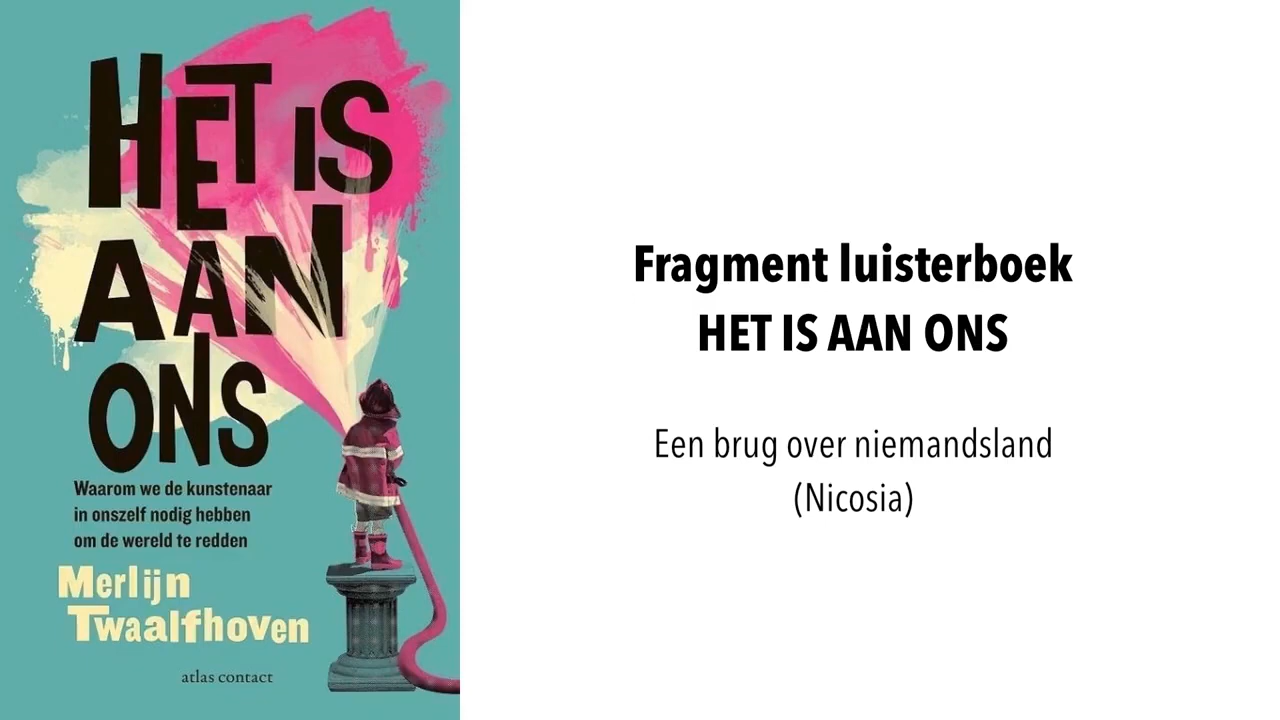 HET IS
AAN
ONS
Waarom we de kunstenaar
in onszelf nodig hebben
om de wereld te redden
Merlijn
Twaalfhoven
atlas contact
Fragment luisterboek
HET IS AAN ONS
Een brug over niemandsland
(Nicosia)